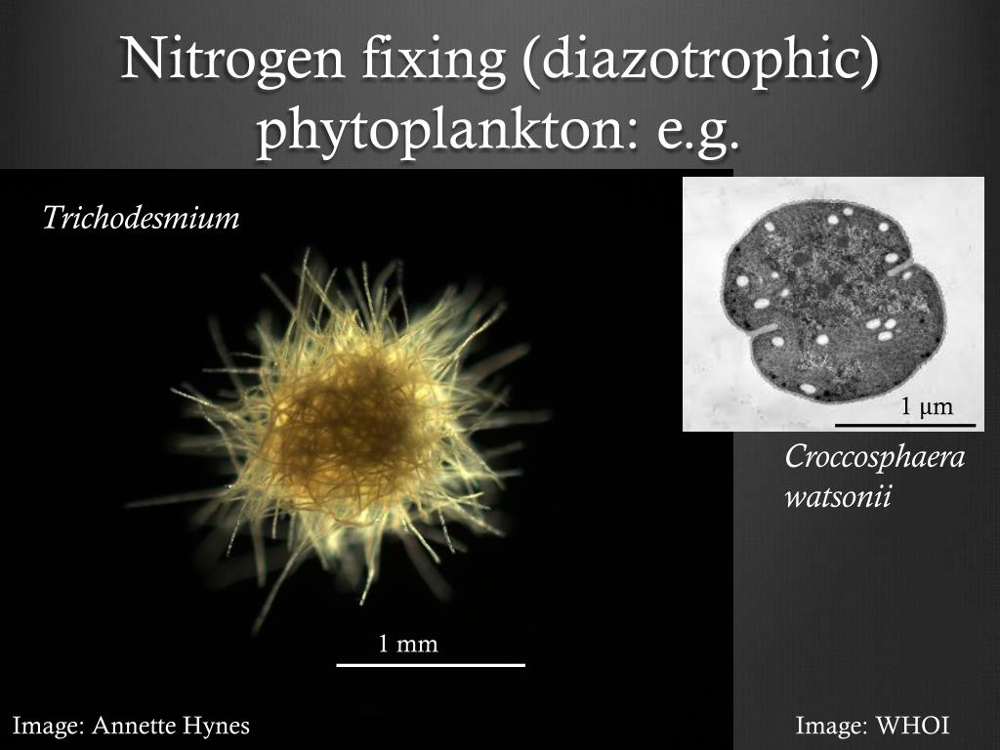 Nitrogen fixing (diazotrophic)
phytoplankton: e.g.
Trichodesmium
1 µm
Croccosphaera
watsonii
1 mm
Image: Annette Hynes
Image: WHOI